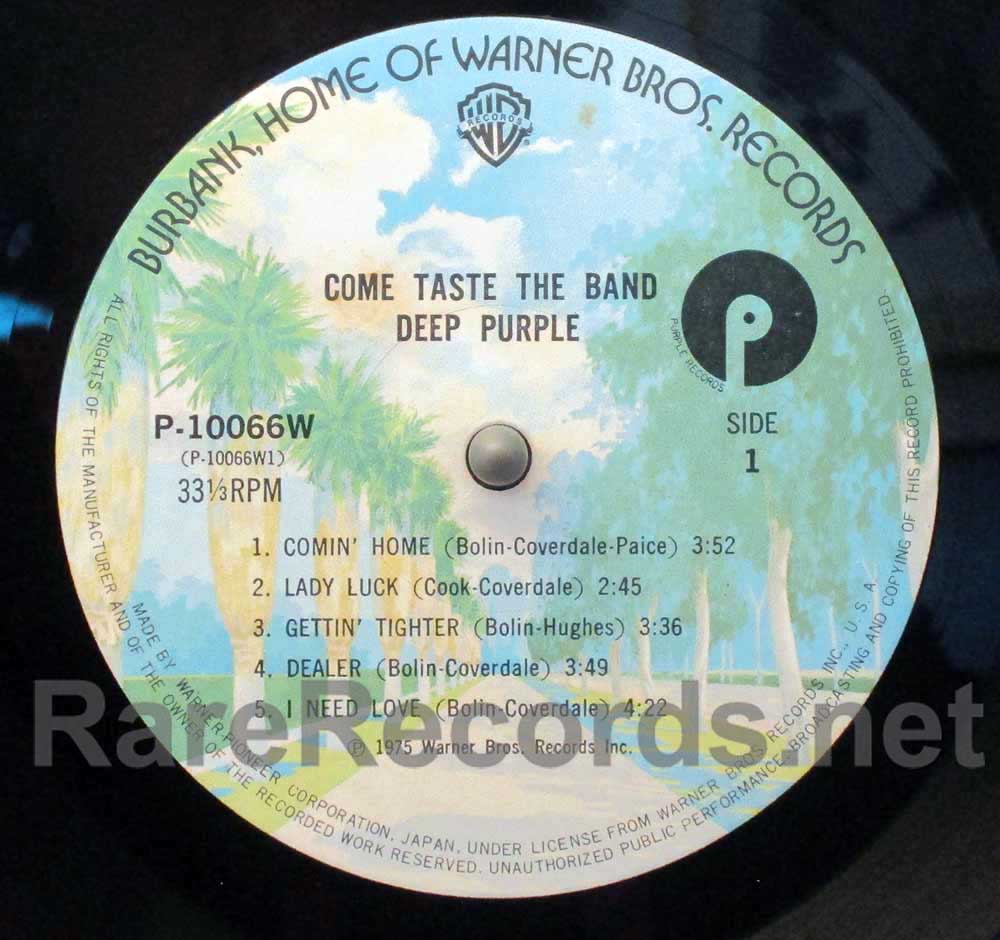 BURBANK, HOME OF WARNER BROS. RECORDS
WB
RECORDS
®
COME TASTE THE BAND
DEEP PURPLE
P
PURPLE RECORDS
P-10066W
(P-10066W1)
33⅓RPM
SIDE
1
1. COMIN' HOME (Bolin-Coverdale-Paice) 3:52
2. LADY LUCK (Cook-Coverdale) 2:45
3. GETTIN' TIGHTER (Bolin-Hughes) 3:36
4. DEALER (Bolin-Coverdale) 3:49
5. I NEED LOVE (Bolin-Coverdale) 4:22
℗ 1975 Warner Bros. Records Inc.
MADE BY WARNER-PIONEER CORPORATION, JAPAN, UNDER LICENSE FROM WARNER BROS. RECORDS INC., U. S. A.
ALL RIGHTS OF THE MANUFACTURER AND OF THE OWNER OF THE RECORDED WORK RESERVED. UNAUTHORIZED PUBLIC PERFORMANCE, BROADCASTING AND COPYING OF THIS RECORD PROHIBITED.
RareRecords.net